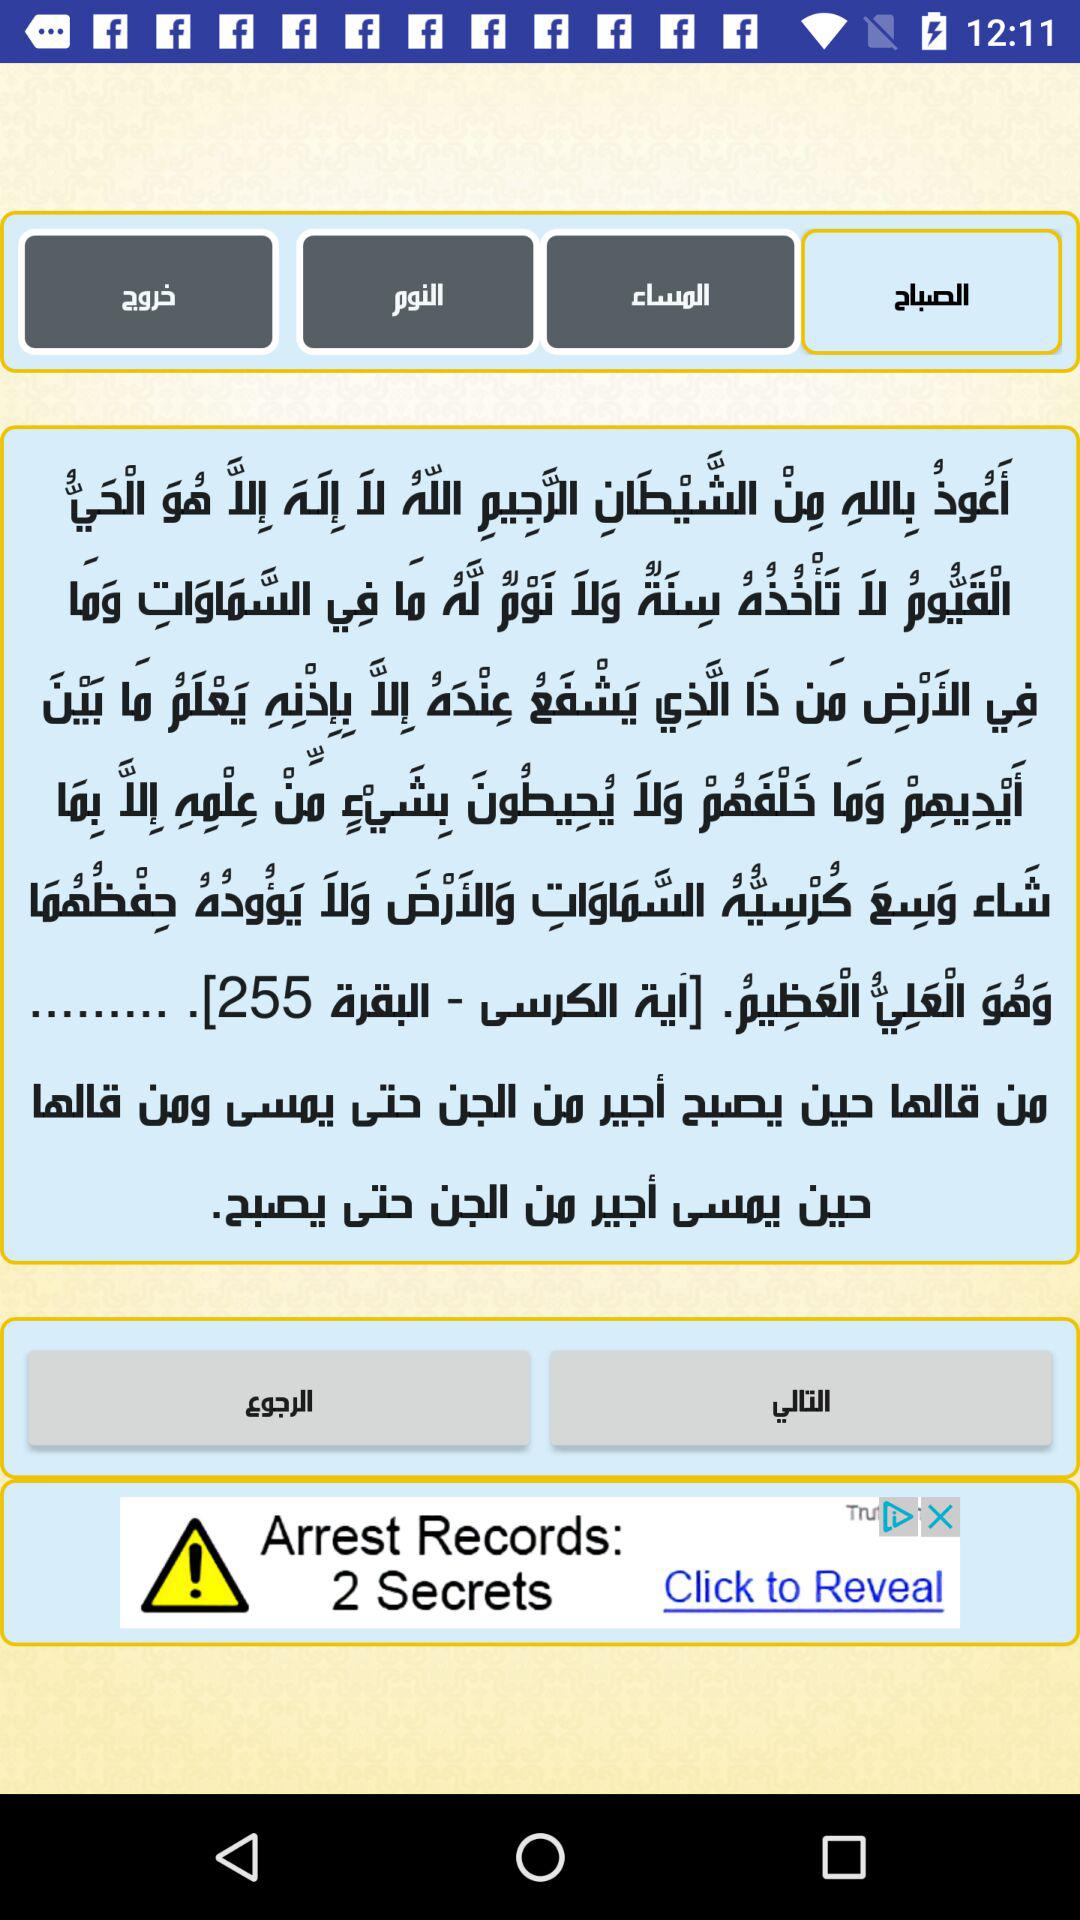 12:11
الصباح
المساء
النوم
خروج
أَعُوذُ بِاللهِ مِنْ الشَّيْطَانِ الرَّجِيمِ اللّهُ لاَ إِلَـهَ إِلاَّ هُوَ الْحَيُّ
الْقَيُّومُ لاَ تَأْخُذُهُ سِنَةٌ وَلاَ نَوْمٌ لَّهُ مَا فِي السَّمَاوَاتِ وَمَا
فِي الأَرْضِ مَن ذَا الَّذِي يَشْفَعُ عِنْدَهُ إِلاَّ بِإِذْنِهِ يَعْلَمُ مَا بَيْنَ
أَيْدِيهِمْ وَمَا خَلْفَهُمْ وَلاَ يُحِيطُونَ بِشَيْءٍ مِّنْ عِلْمِهِ إِلاَّ بِمَا
شَاء وَسِعَ كُرْسِيُّهُ السَّمَاوَاتِ وَالأَرْضَ وَلاَ يَؤُودُهُ حِفْظُهُمَا
وَهُوَ الْعَلِيُّ الْعَظِيمُ. [آية الكرسى - البقرة 255]. .........
من قالها حين يصبح أجير من الجن حتى يمسى ومن قالها
حين يمسى أجير من الجن حتى يصبح.
التالي
الرجوع
Arrest Records:
2 Secrets
Click to Reveal